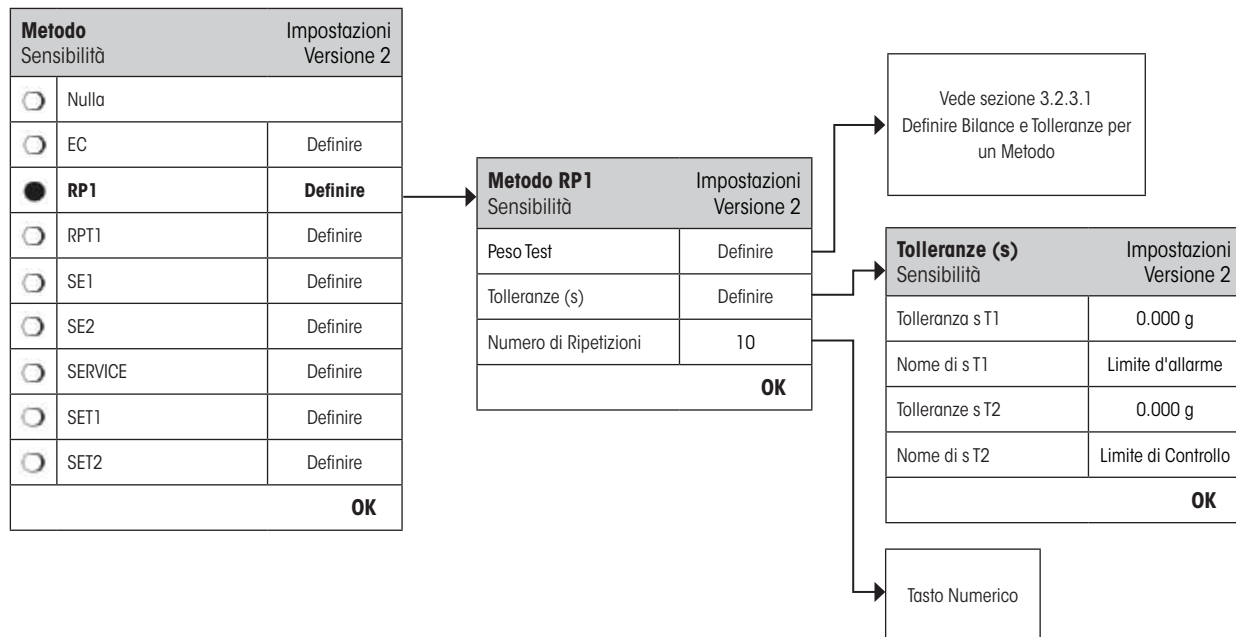 Metodo Impostazioni
Sensibilità Versione 2
Nulla
EC Definire
RP1 Definire
RPT1 Definire
SE1 Definire
SE2 Definire
SERVICE Definire
SET1 Definire
SET2 Definire
OK
Metodo RP1 Impostazioni
Sensibilità Versione 2
Peso Test Definire
Tolleranze (s) Definire
Numero di Ripetizioni 10
OK
Vede sezione 3.2.3.1
Definire Bilance e Tolleranze per
un Metodo
Tolleranze (s) Impostazioni
Sensibilità Versione 2
Tolleranza s T1 0.000 g
Nome di s T1 Limite d'allarme
Tolleranze s T2 0.000 g
Nome di s T2 Limite di Controllo
OK
Tasto Numerico